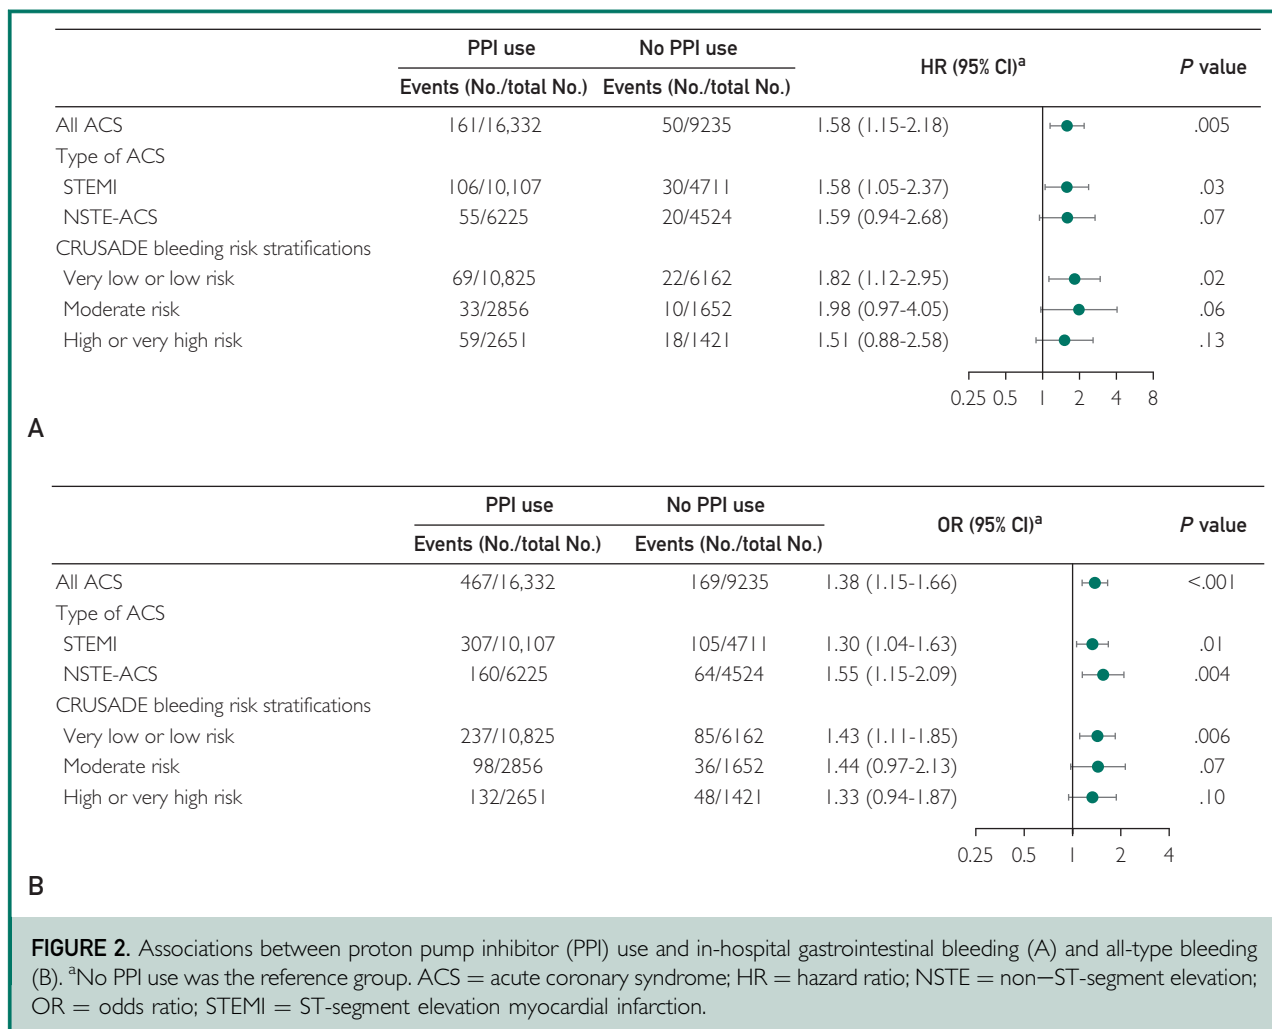 PPI use No PPI use HR (95% CI)a P value
Events (No./total No.) Events (No./total No.)
All ACS 161/16,332 50/9235 1.58 (1.15-2.18) .005
Type of ACS
STEMI 106/10,107 30/4711 1.58 (1.05-2.37) .03
NSTE-ACS 55/6225 20/4524 1.59 (0.94-2.68) .07
CRUSADE bleeding risk stratifications
Very low or low risk 69/10,825 22/6162 1.82 (1.12-2.95) .02
Moderate risk 33/2856 10/1652 1.98 (0.97-4.05) .06
High or very high risk 59/2651 18/1421 1.51 (0.88-2.58) .13
0.25 0.5 1 2 4 8
A
PPI use No PPI use OR (95% CI)a P value
Events (No./total No.) Events (No./total No.)
All ACS 467/16,332 169/9235 1.38 (1.15-1.66) <.001
Type of ACS
STEMI 307/10,107 105/4711 1.30 (1.04-1.63) .01
NSTE-ACS 160/6225 64/4524 1.55 (1.15-2.09) .004
CRUSADE bleeding risk stratifications
Very low or low risk 237/10,825 85/6162 1.43 (1.11-1.85) .006
Moderate risk 98/2856 36/1652 1.44 (0.97-2.13) .07
High or very high risk 132/2651 48/1421 1.33 (0.94-1.87) .10
0.25 0.5 1 2 4
B
FIGURE 2. Associations between proton pump inhibitor (PPI) use and in-hospital gastrointestinal bleeding (A) and all-type bleeding
(B). aNo PPI use was the reference group. ACS = acute coronary syndrome; HR = hazard ratio; NSTE = non−ST-segment elevation;
OR = odds ratio; STEMI = ST-segment elevation myocardial infarction.